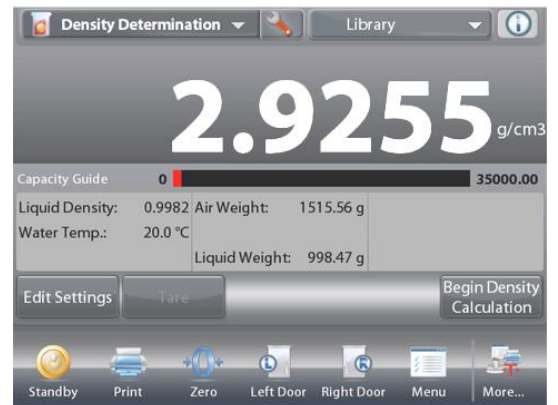 Density Determination Library
2.9255 g/cm3
Capacity Guide 0 35000.00
Liquid Density: 0.9982 Air Weight: 1515.56 g
Water Temp.: 20.0 °C
Liquid Weight: 998.47 g
Edit Settings Tare Begin Density
Calculation
L R
Standby Print Zero Left Door Right Door Menu More...